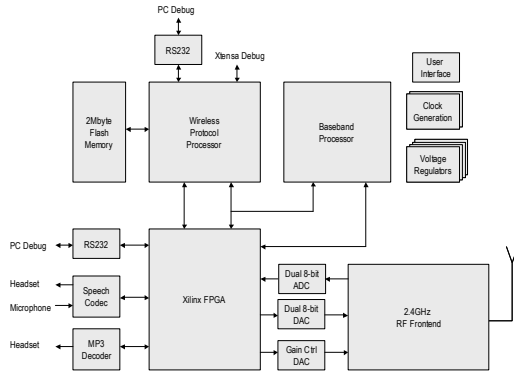 PC Debug
RS232
Xtensa Debug
User
Interface
2Mbyte
Flash
Memory
Wireless
Protocol
Processor
Baseband
Processor
Clock
Generation
Voltage
Regulators
PC Debug
RS232
Headset
Microphone
Speech
Codec
Headset
MP3
Decoder
Xilinx FPGA
Dual 8-bit
ADC
Dual 8-bit
DAC
Gain Ctrl
DAC
2.4GHz
RF Frontend